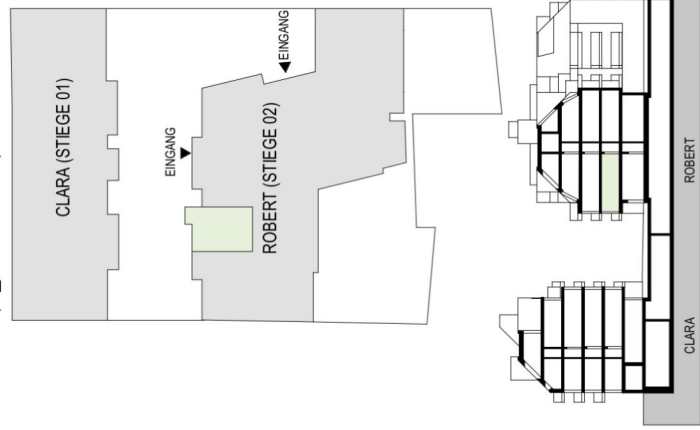 CLARA (STIEGE 01)
EINGANG
EINGANG
ROBERT (STIEGE 02)
ROBERT
CLARA